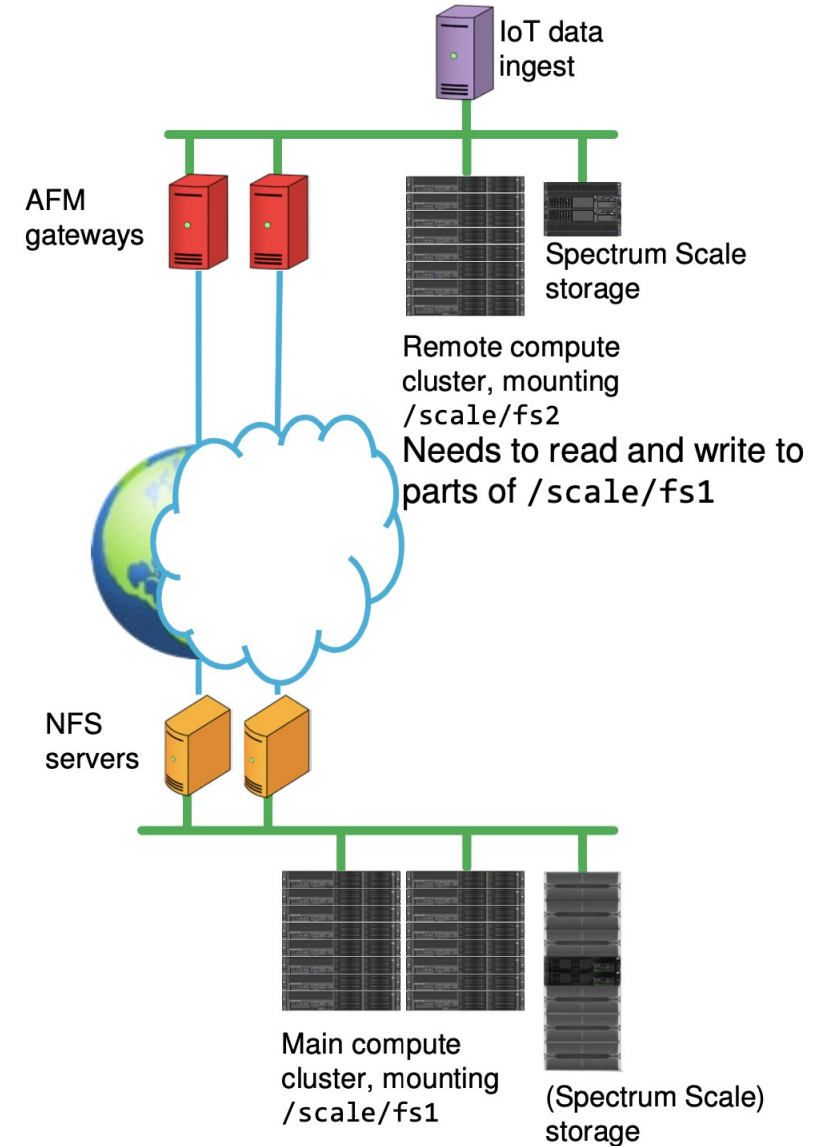 IoT data
ingest
AFM
gateways
Spectrum Scale
storage
Remote compute
cluster, mounting
/scale/fs2
Needs to read and write to
parts of /scale/fs1
NFS
servers
Main compute
cluster, mounting
/scale/fs1
(Spectrum Scale)
storage